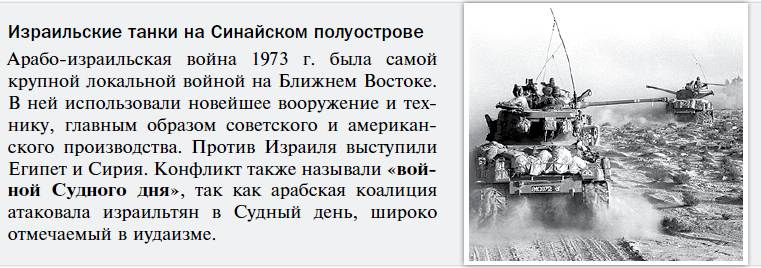 Израильские танки на Синайском полуострове
Арабо-израильская война 1973 г. была самой
крупной локальной войной на Ближнем Востоке.
В ней использовали новейшее вооружение и тех-
нику, главным образом советского и американ-
ского производства. Против Израиля выступили
Египет и Сирия. Конфликт также называли «вой-
ной Судного дня», так как арабская коалиция
атаковала израильтян в Судный день, широко
отмечаемый в иудаизме.